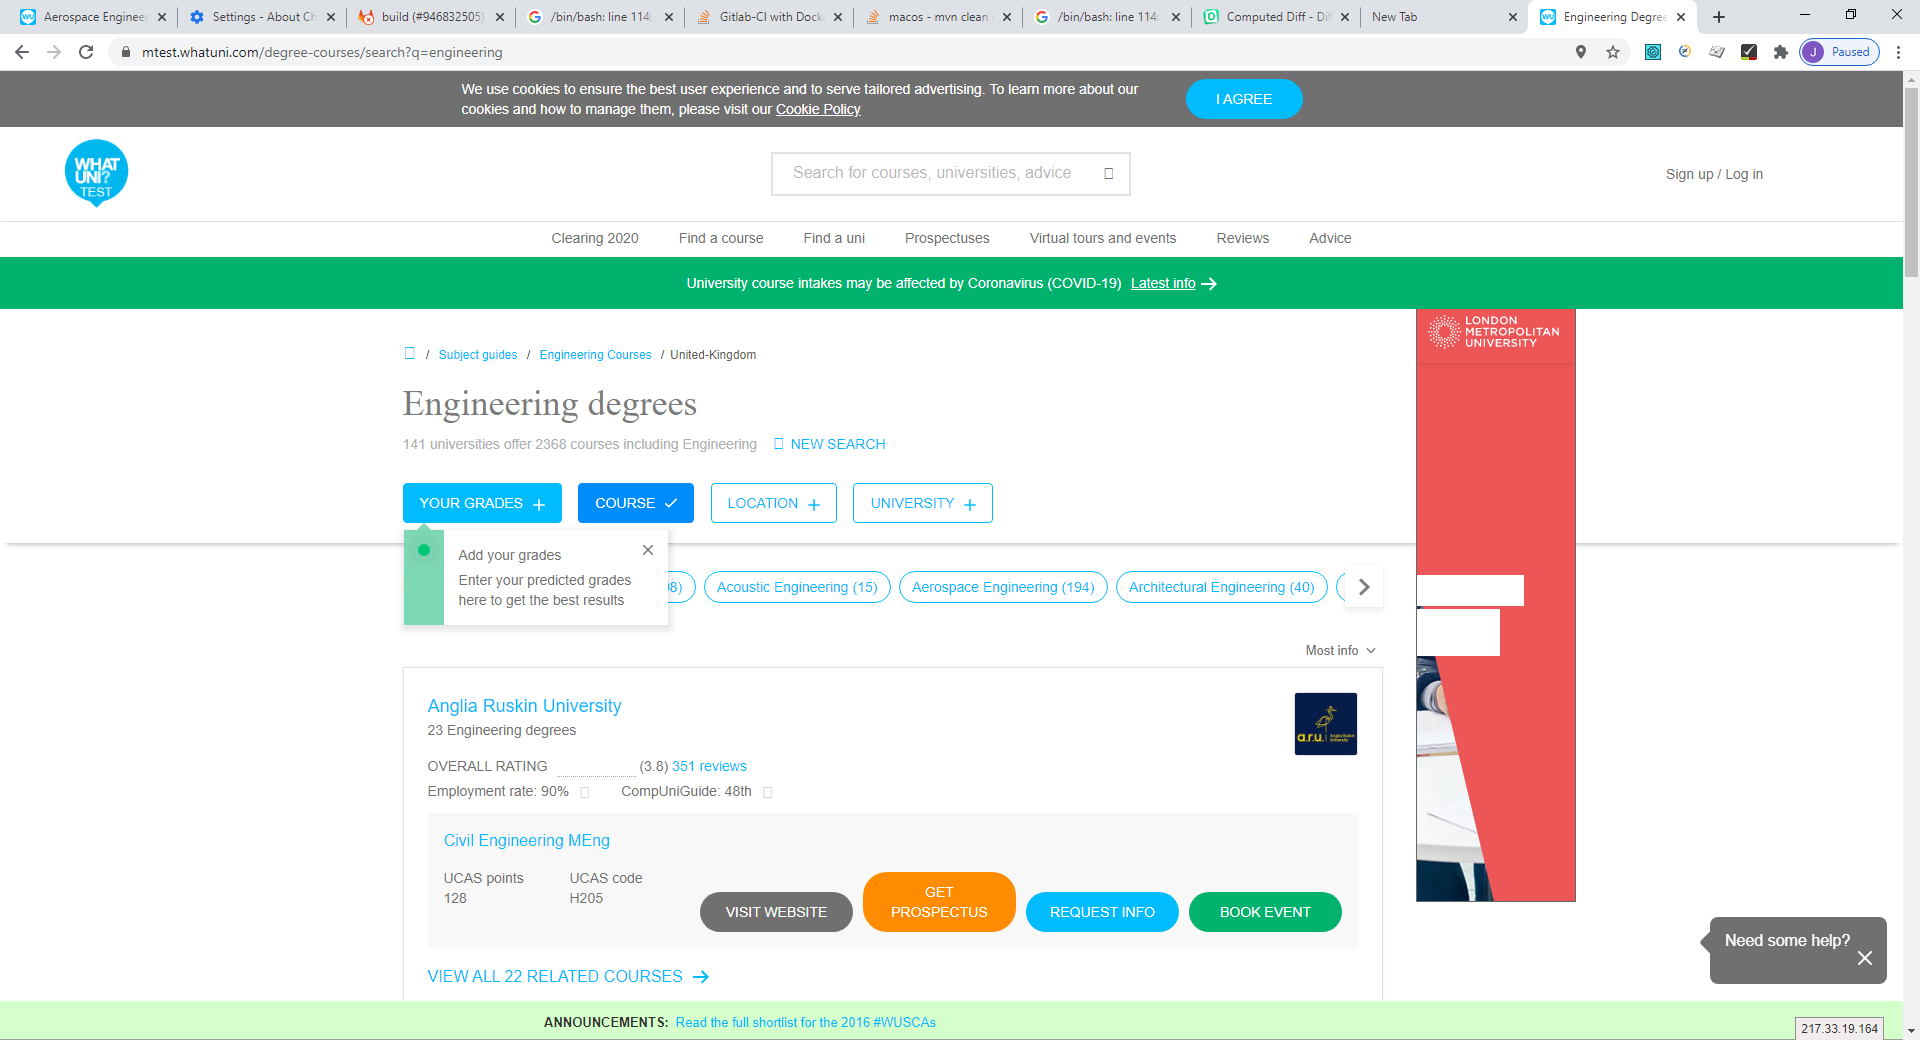 Aerospace Engineer
Settings - About Ch
build (#946832505)
/bin/bash: line 114:
Gitlab-CI with Dock
macos - mvn clean
/bin/bash: line 114:
Computed Diff - Dif
New Tab
Engineering Degree
mtest.whatuni.com/degree-courses/search?q=engineering
J Paused
We use cookies to ensure the best user experience and to serve tailored advertising. To learn more about our
cookies and how to manage them, please visit our Cookie Policy
I AGREE
WHAT
UNI?
TEST
Search for courses, universities, advice
Sign up / Log in
Clearing 2020 Find a course Find a uni Prospectuses Virtual tours and events Reviews Advice
University course intakes may be affected by Coronavirus (COVID-19) Latest info
LONDON
METROPOLITAN
UNIVERSITY
/ Subject guides / Engineering Courses / United-Kingdom
Engineering degrees
141 universities offer 2368 courses including Engineering NEW SEARCH
YOUR GRADES + COURSE LOCATION + UNIVERSITY +
Add your grades
Enter your predicted grades
here to get the best results
8) Acoustic Engineering (15) Aerospace Engineering (194) Architectural Engineering (40)
Most info
Anglia Ruskin University
23 Engineering degrees
a.r.u. Anglia Ruskin
University
OVERALL RATING (3.8) 351 reviews
Employment rate: 90% CompUniGuide: 48th
Civil Engineering MEng
UCAS points UCAS code
128 H205
VISIT WEBSITE
GET
PROSPECTUS
REQUEST INFO
BOOK EVENT
Need some help?
VIEW ALL 22 RELATED COURSES
ANNOUNCEMENTS: Read the full shortlist for the 2016 #WUSCAs
217.33.19.164